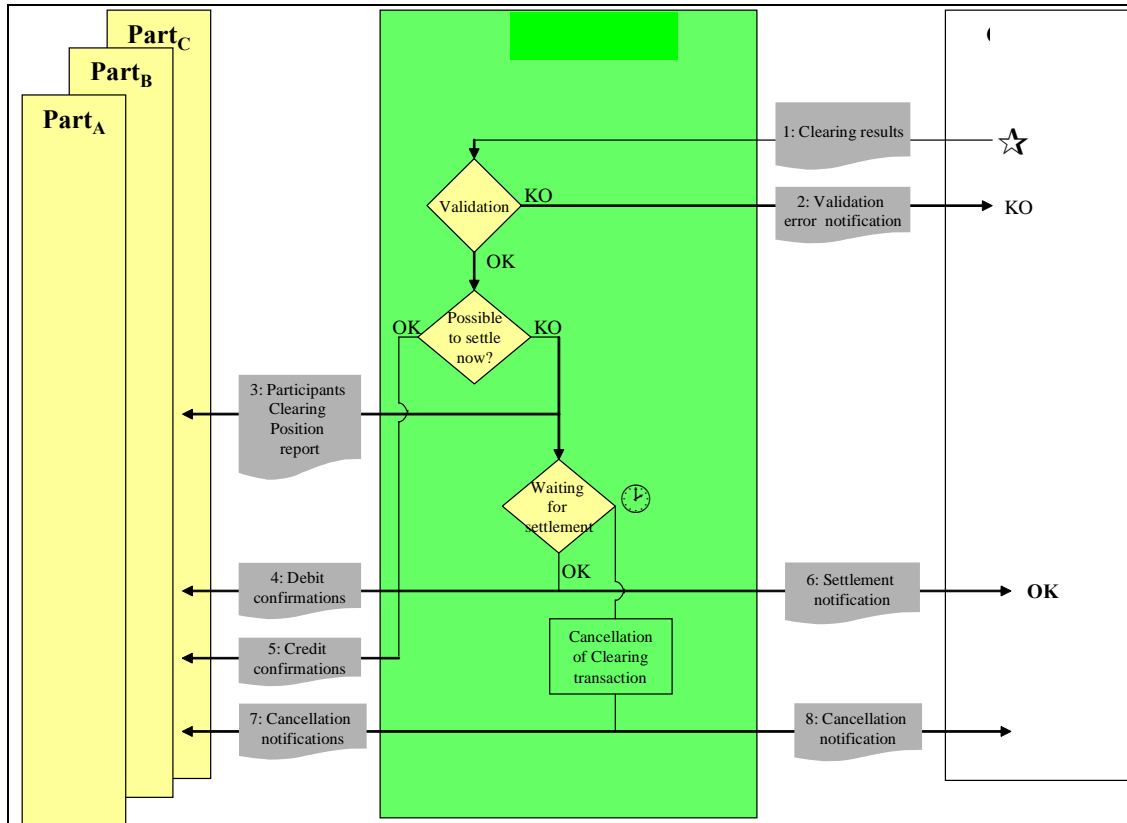 PartC
PartB
PartA
1: Clearing results
Validation
KO
2: Validation
error notification
KO
OK
Possible
to settle
now?
OK
KO
3: Participants
Clearing
Position
report
Waiting
for
settlement
OK
4: Debit
confirmations
6: Settlement
notification
OK
5: Credit
confirmations
Cancellation
of Clearing
transaction
7: Cancellation
notifications
8: Cancellation
notification